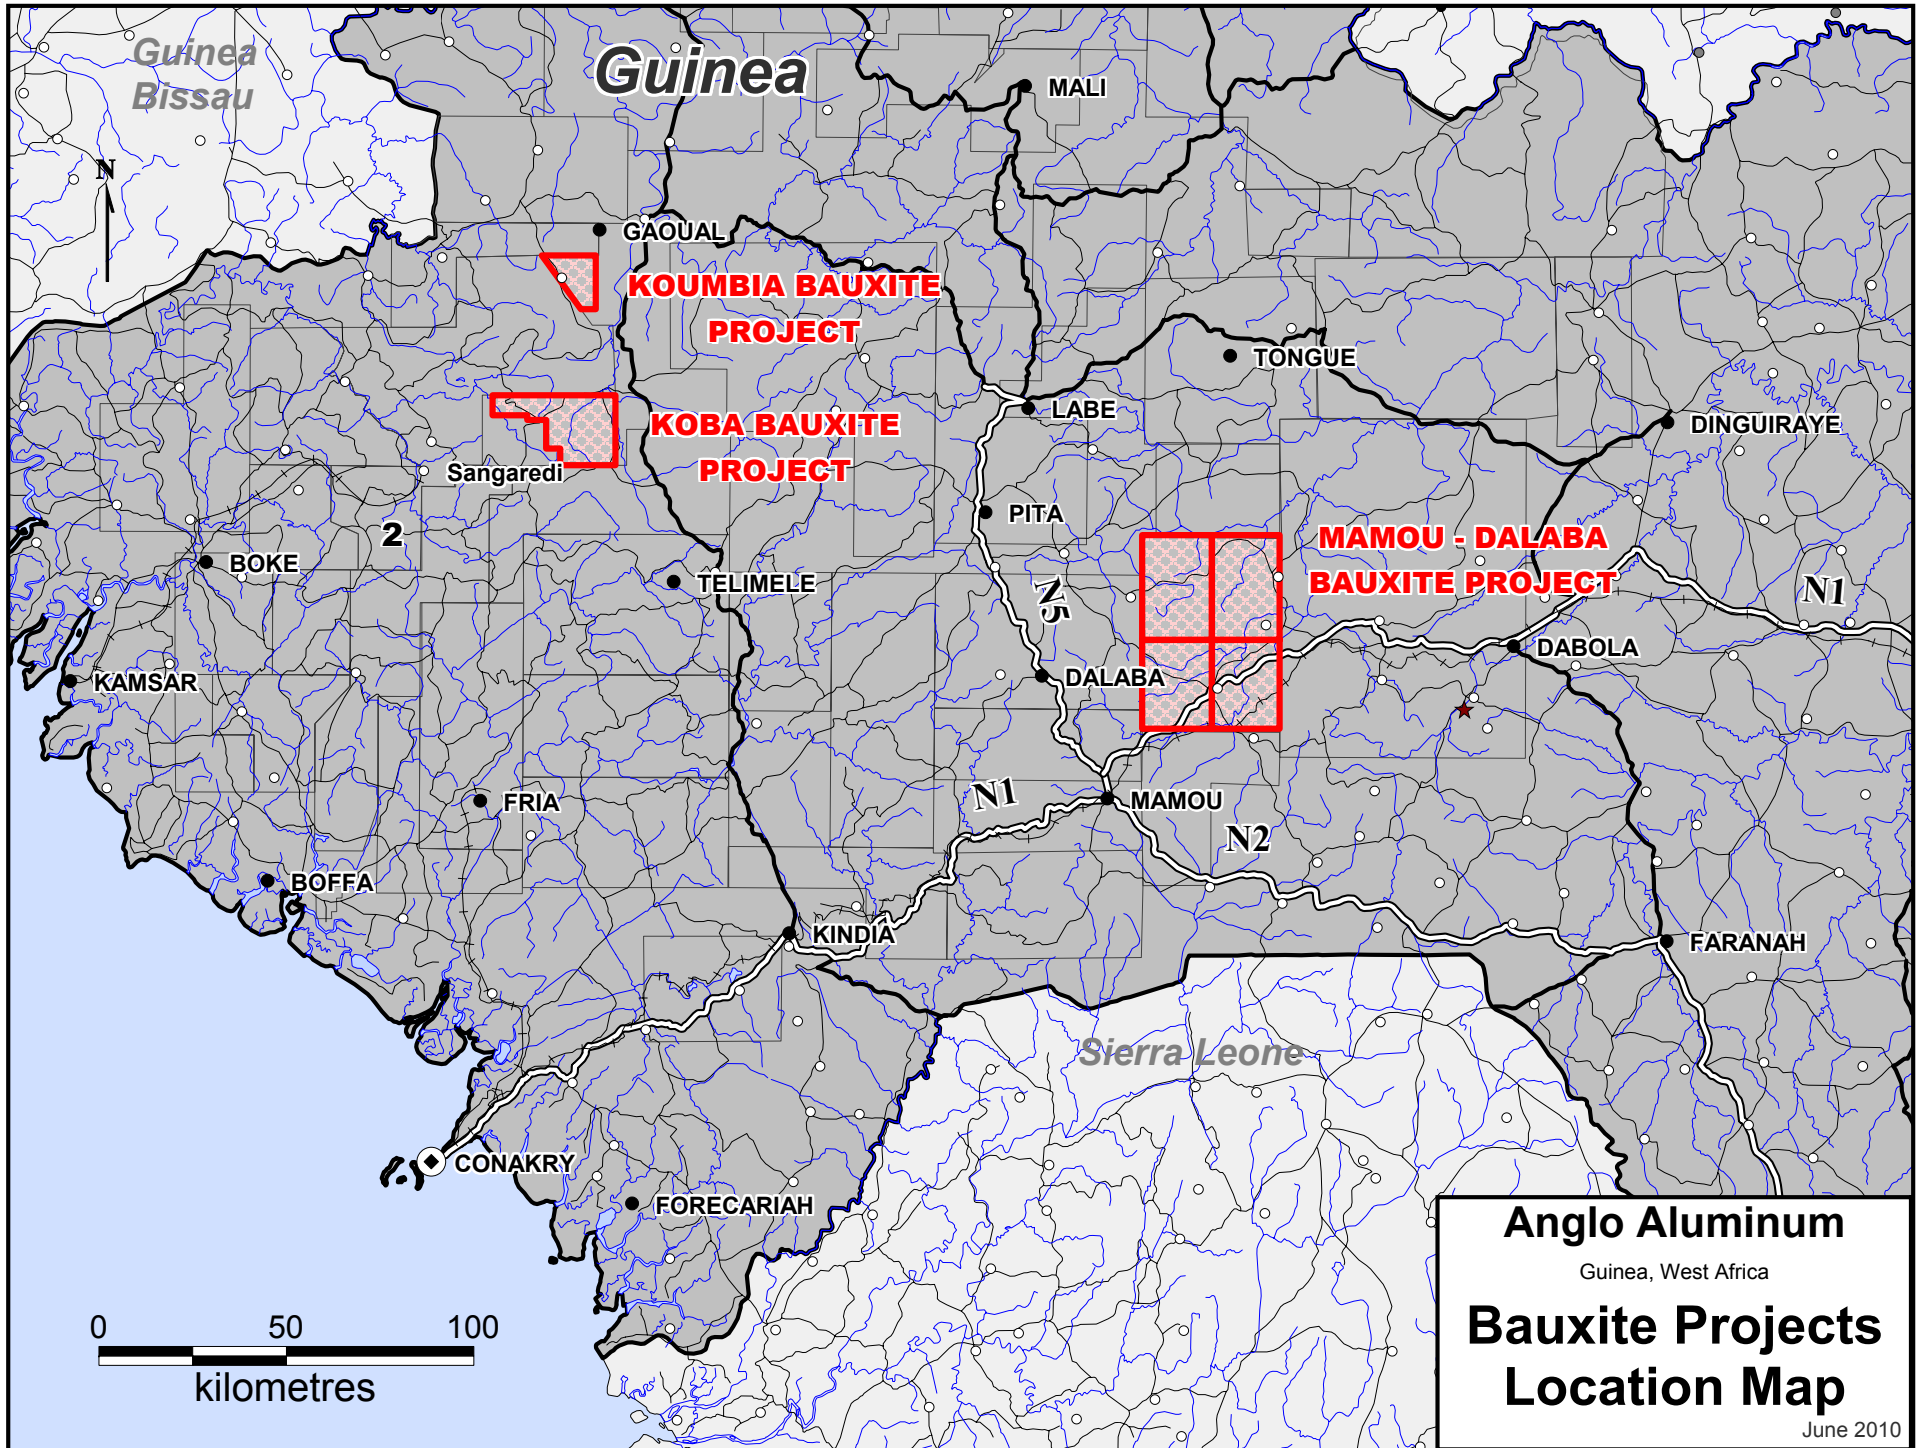 Guinea
Bissau
Guinea
MALI
N
GAOUAL
KOUMBIA BAUXITE
PROJECT
TONGUE
LABE
KOBA BAUXITE
PROJECT
DINGUIRAYE
Sangaredi
PITA
2
MAMOU - DALABA
BAUXITE PROJECT
BOKE
TELIMELE
N5
N1
DABOLA
KAMSAR
DALABA
FRIA
N1
MAMOU
N2
BOFFA
KINDIA
FARANAH
Sierra Leone
CONAKRY
FORECARIAH
Anglo Aluminum
Guinea, West Africa
Bauxite Projects
Location Map
June 2010
0 50 100
kilometres